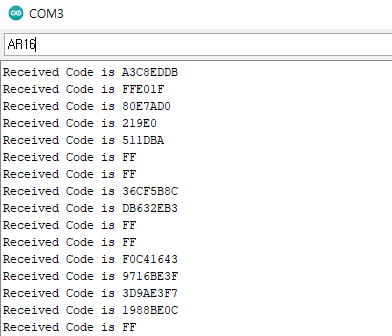 COM3
AR16
Received Code is A3C8EDDB
Received Code is FFE01F
Received Code is 80E7AD0
Received Code is 219E0
Received Code is 511DBA
Received Code is FF
Received Code is FF
Received Code is 36CF5B8C
Received Code is DB632EB3
Received Code is FF
Received Code is FF
Received Code is F0C41643
Received Code is 9716BE3F
Received Code is 3D9AE3F7
Received Code is 1988BE0C
Received Code is FF